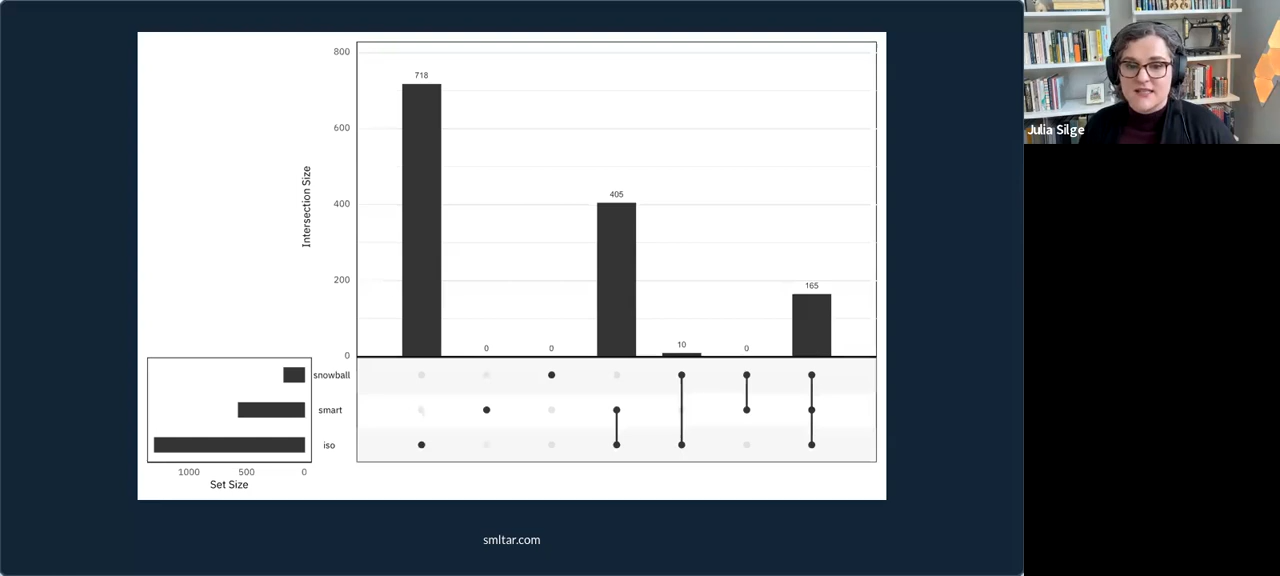 800
718
600
Intersection Size
405
400
200
165
10
0
0
0
0
snowball
smart
iso
1000
500
0
Set Size
smltar.com
Julia Silge